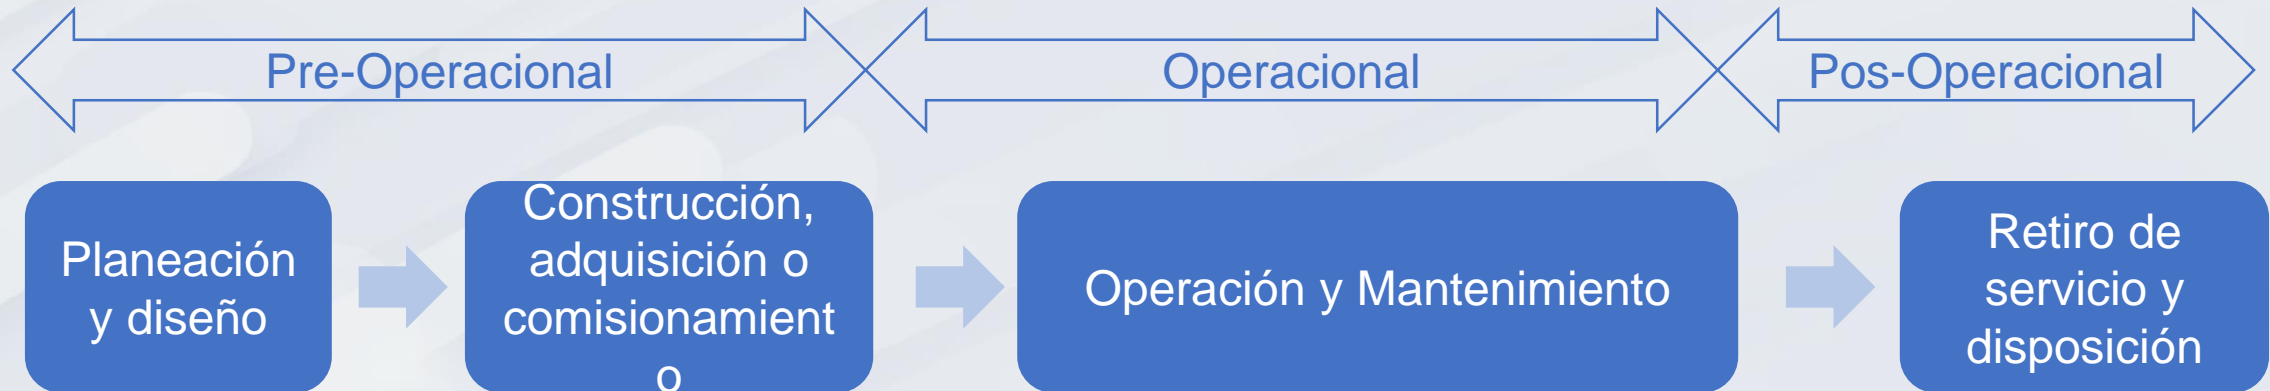 Pre-Operacional
Operacional
Pos-Operacional
Planeación
y diseño
Construcción,
adquisición o
comisionamient
o
Operación y Mantenimiento
Retiro de
servicio y
disposición